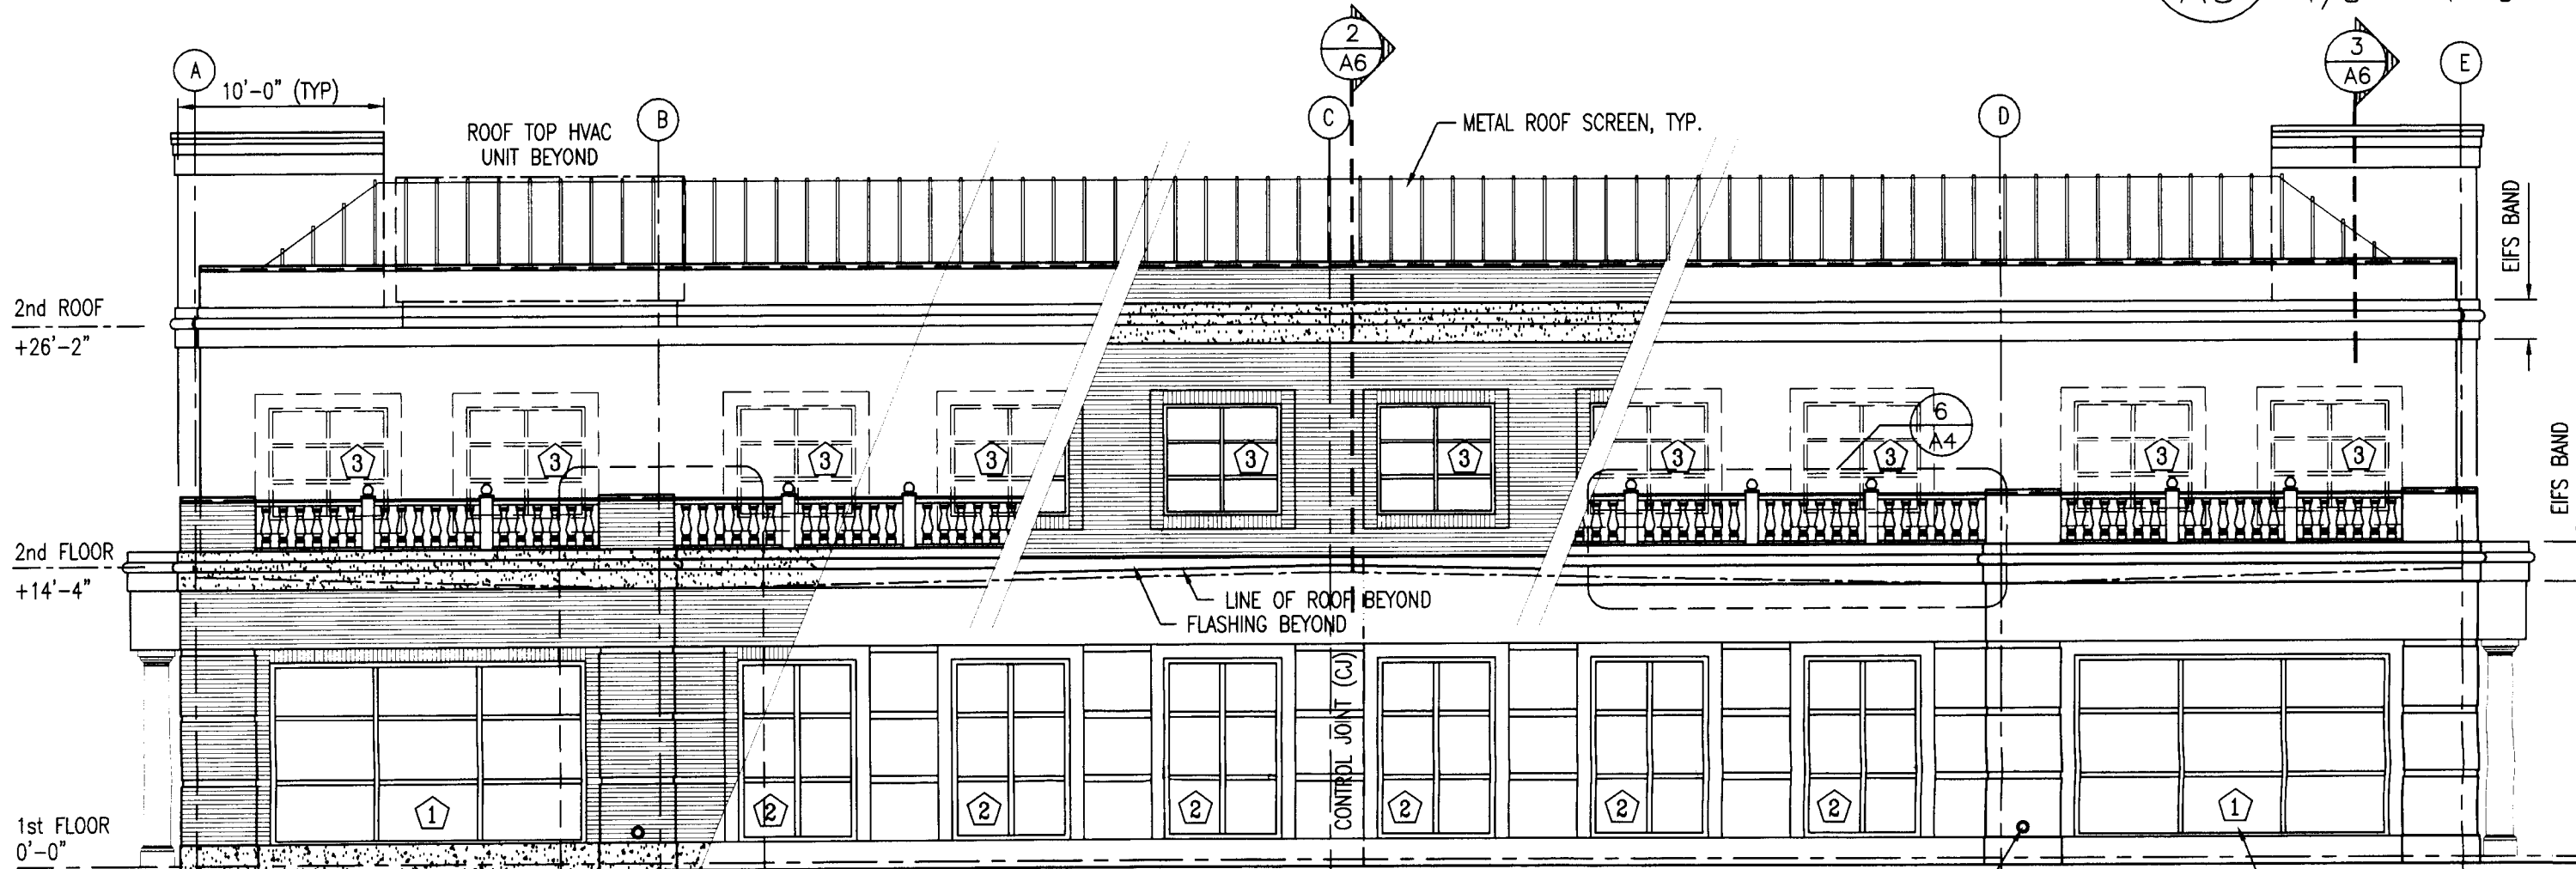 A
10'-0" (TYP)
ROOF TOP HVAC
UNIT BEYOND
B
2
A6
C
METAL ROOF SCREEN, TYP.
D
3
A6
E
EIFS BAND
2nd ROOF
+26'-2"
3
3
3
3
3
3
3
3
3
3
6
A4
EIFS BAND
2nd FLOOR
+14'-4"
LINE OF ROOF BEYOND
FLASHING BEYOND
CONTROL JOINT (CJ)
1
2
2
2
2
2
2
1
1st FLOOR
0'-0"